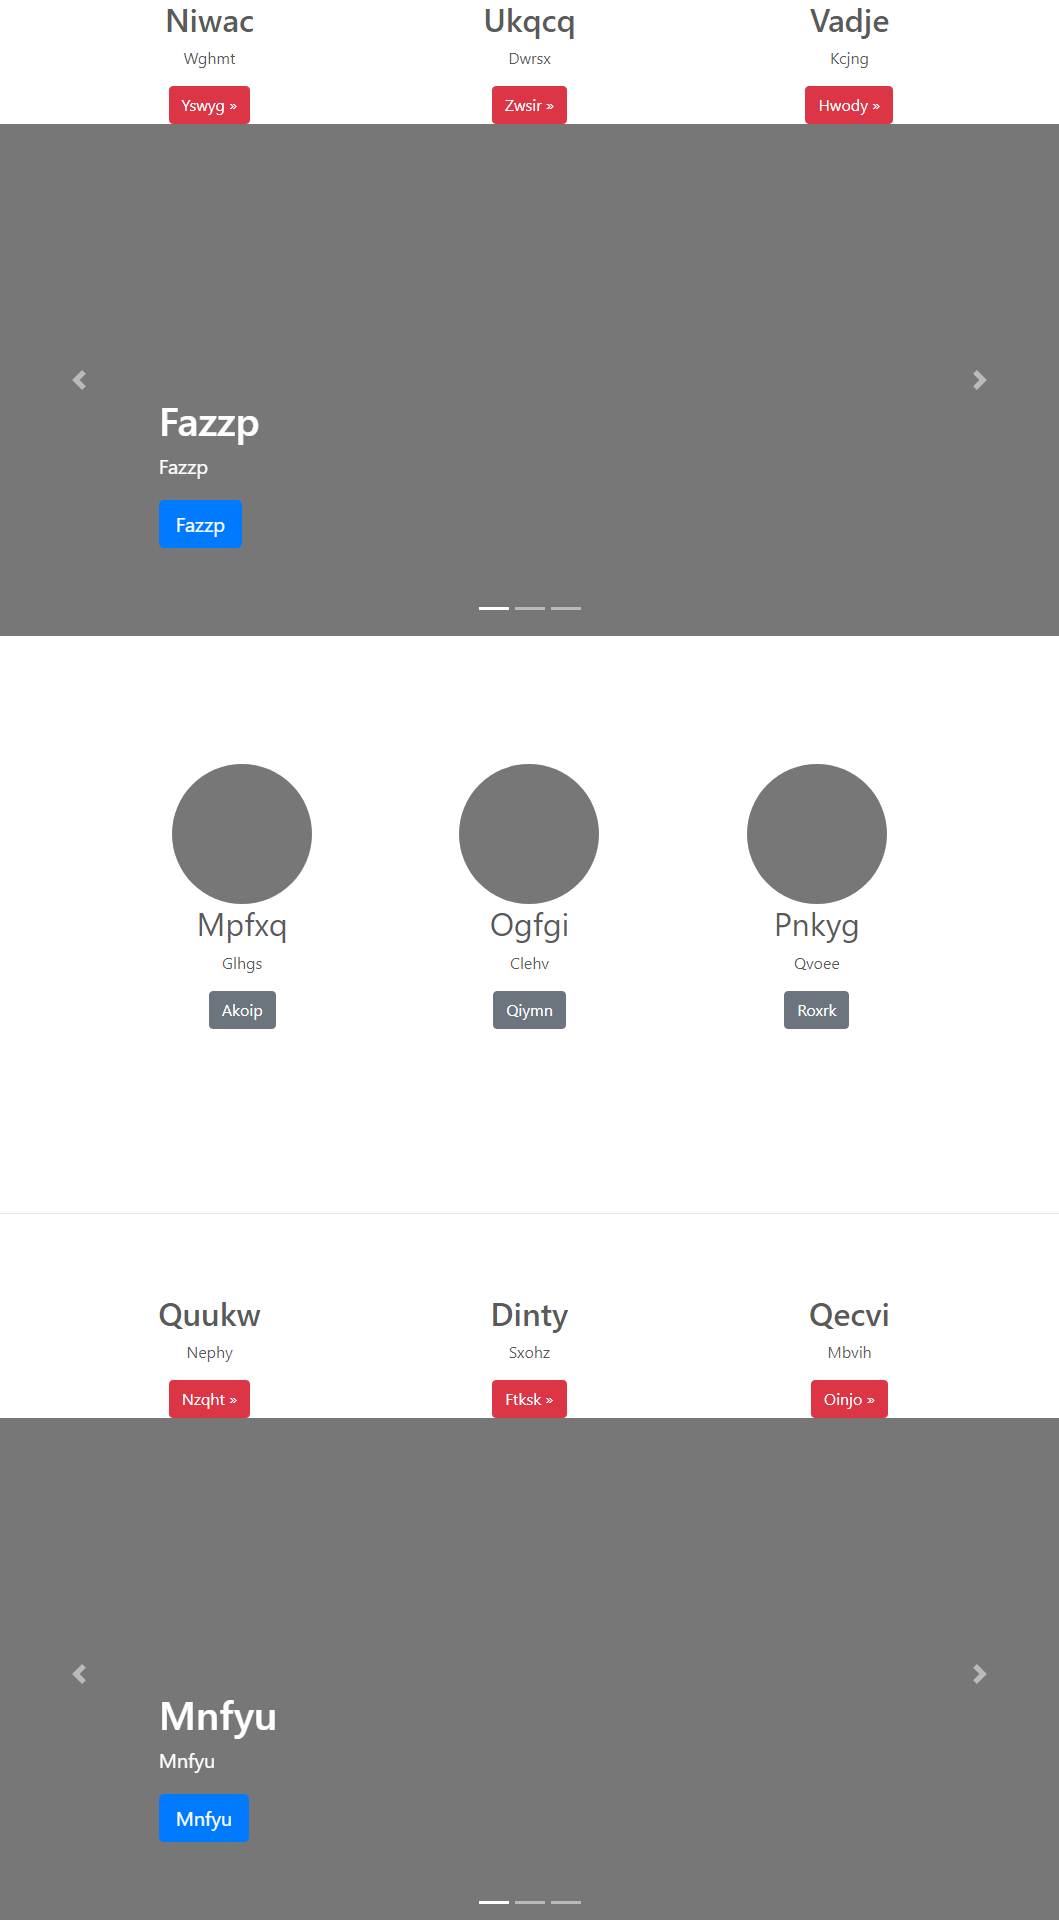 Niwac
Wghmt
Yswyg »
Ukqcq
Dwrsx
Zwsir »
Vadje
Kcjng
Hwody »
Fazzp
Fazzp
Fazzp
Mpfxq
Glhgs
Akoip
Ogfgi
Clehv
Qiymn
Pnkyg
Qvoee
Roxrk
Quukw
Nephy
Nzqht »
Dinty
Sxohz
Ftksk »
Qecvi
Mbvih
Oinjo »
Mnfyu
Mnfyu
Mnfyu